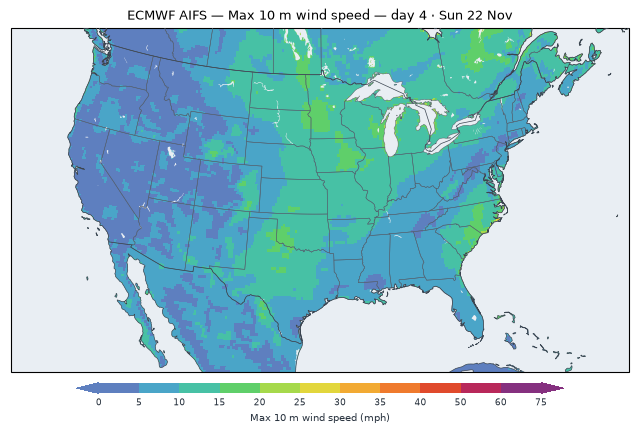 ECMWF AIFS — Max 10 m wind speed — day 4 · Sun 22 Nov
0 5 10 15 20 25 30 35 40 50 60 75
Max 10 m wind speed (mph)